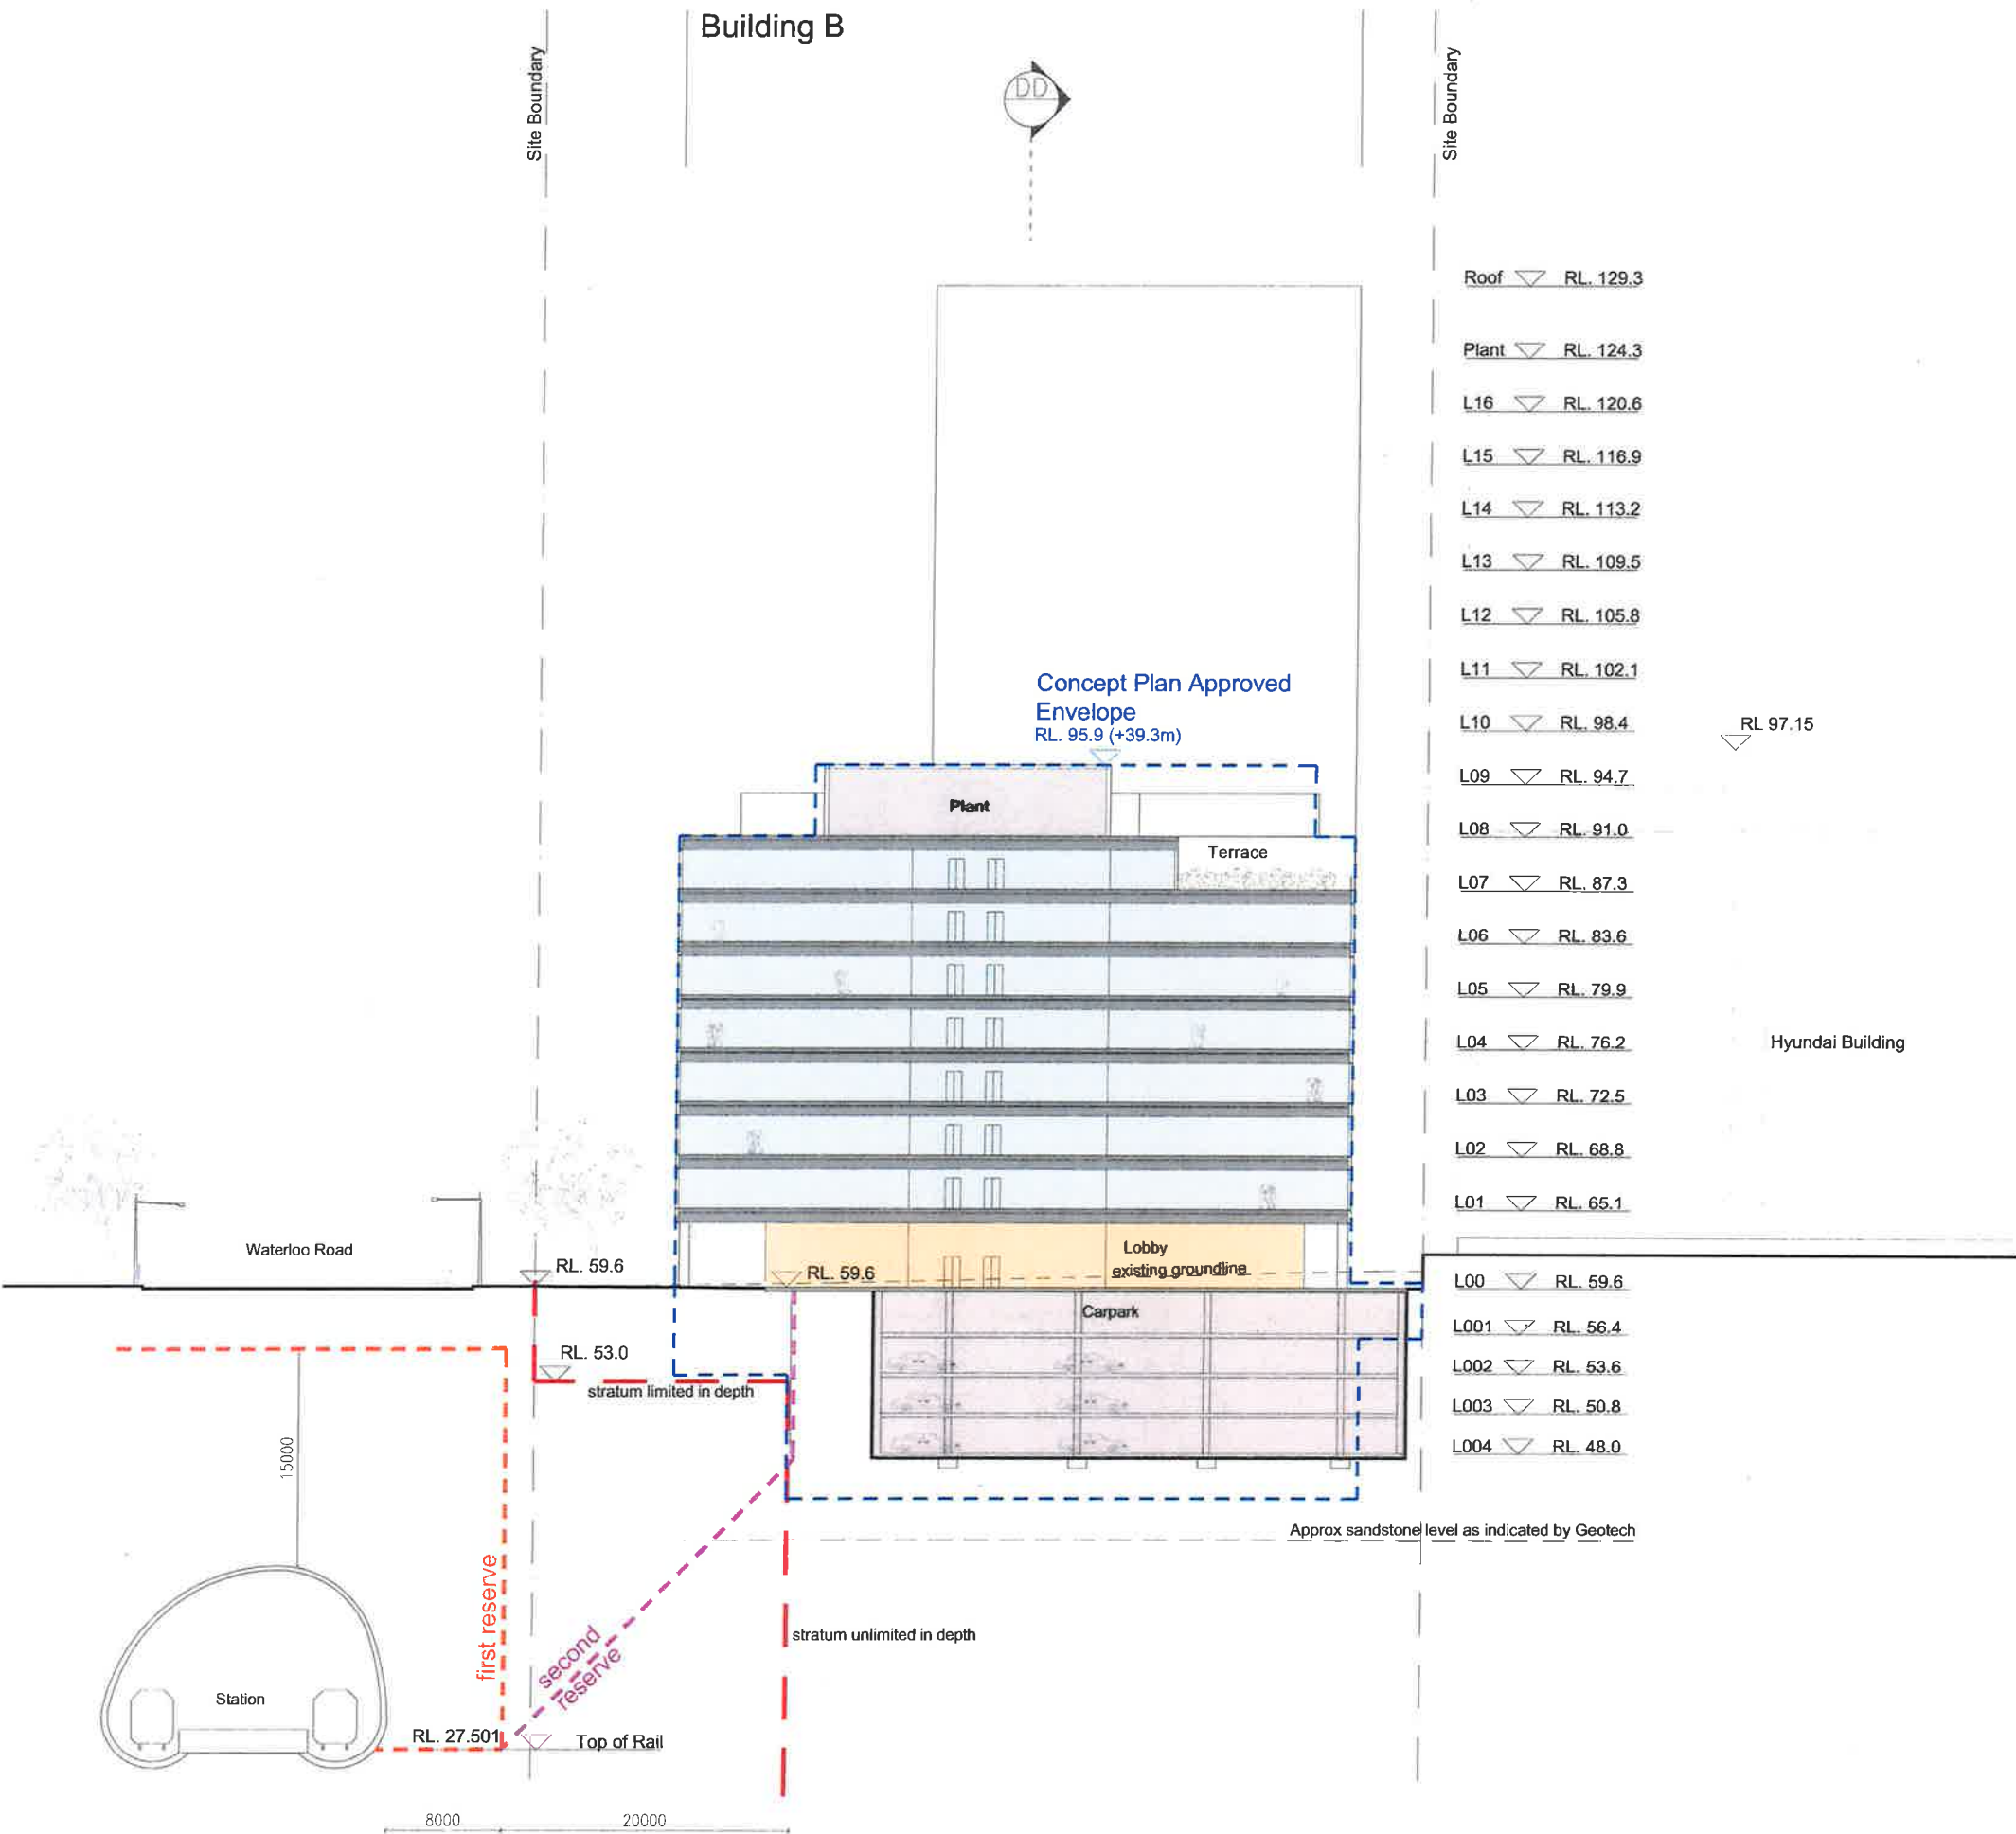 Building B
Site Boundary
Site Boundary
DD
Roof RL. 129.3
Plant RL. 124.3
L16 RL. 120.6
L15 RL. 116.9
L14 RL. 113.2
L13 RL. 109.5
L12 RL. 105.8
L11 RL. 102.1
L10 RL. 98.4
L09 RL. 94.7
L08 RL. 91.0
L07 RL. 87.3
L06 RL. 83.6
L05 RL. 79.9
L04 RL. 76.2
L03 RL. 72.5
L02 RL. 68.8
L01 RL. 65.1
L00 RL. 59.6
L001 RL. 56.4
L002 RL. 53.6
L003 RL. 50.8
L004 RL. 48.0
RL 97.15
Hyundai Building
Concept Plan Approved
Envelope
RL. 95.9 (+39.3m)
Plant
Terrace
Lobby
existing groundline
Waterloo Road
RL. 59.6
RL. 59.6
Carpark
RL. 53.0
stratum limited in depth
15000
Approx sandstone level as indicated by Geotech
first reserve
second
reserve
stratum unlimited in depth
Station
RL. 27.501
Top of Rail
8000
20000